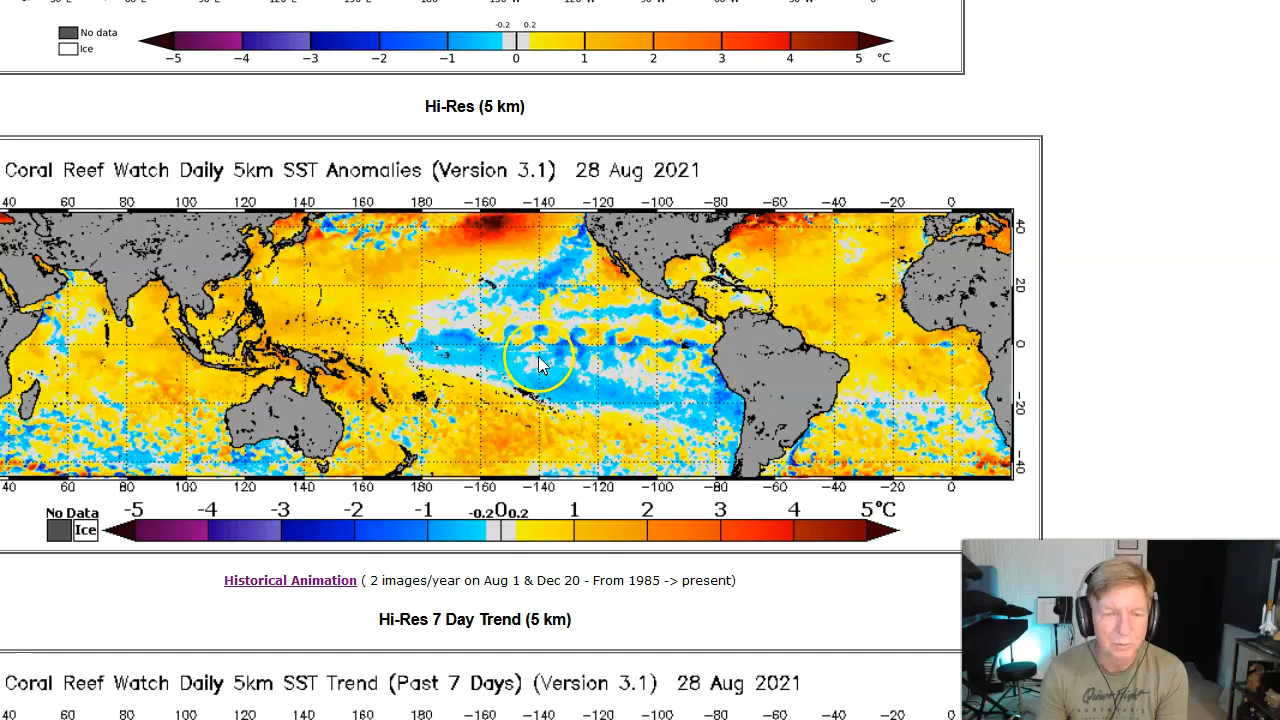 -0.2 0.2
No data
Ice
-5 -4 -3 -2 -1 0 1 2 3 4 5 °C
Hi-Res (5 km)
Coral Reef Watch Daily 5km SST Anomalies (Version 3.1) 28 Aug 2021
40 60 80 100 120 140 160 180 -160 -140 -120 -100 -80 -60 -40 -20 0
40
20
0
-20
-40
40 60 80 100 120 140 160 180 -160 -140 -120 -100 -80 -60 -40 -20 0
No Data
Ice
-5 -4 -3 -2 -1 -0.2 0 0.2 1 2 3 4 5°C
Historical Animation ( 2 images/year on Aug 1 & Dec 20 - From 1985 -> present)
Hi-Res 7 Day Trend (5 km)
Coral Reef Watch Daily 5km SST Trend (Past 7 Days) (Version 3.1) 28 Aug 2021
40 60 80 100 120 140 160 180 -160 -140 -120 -100 -80 -60 -40 -20 0